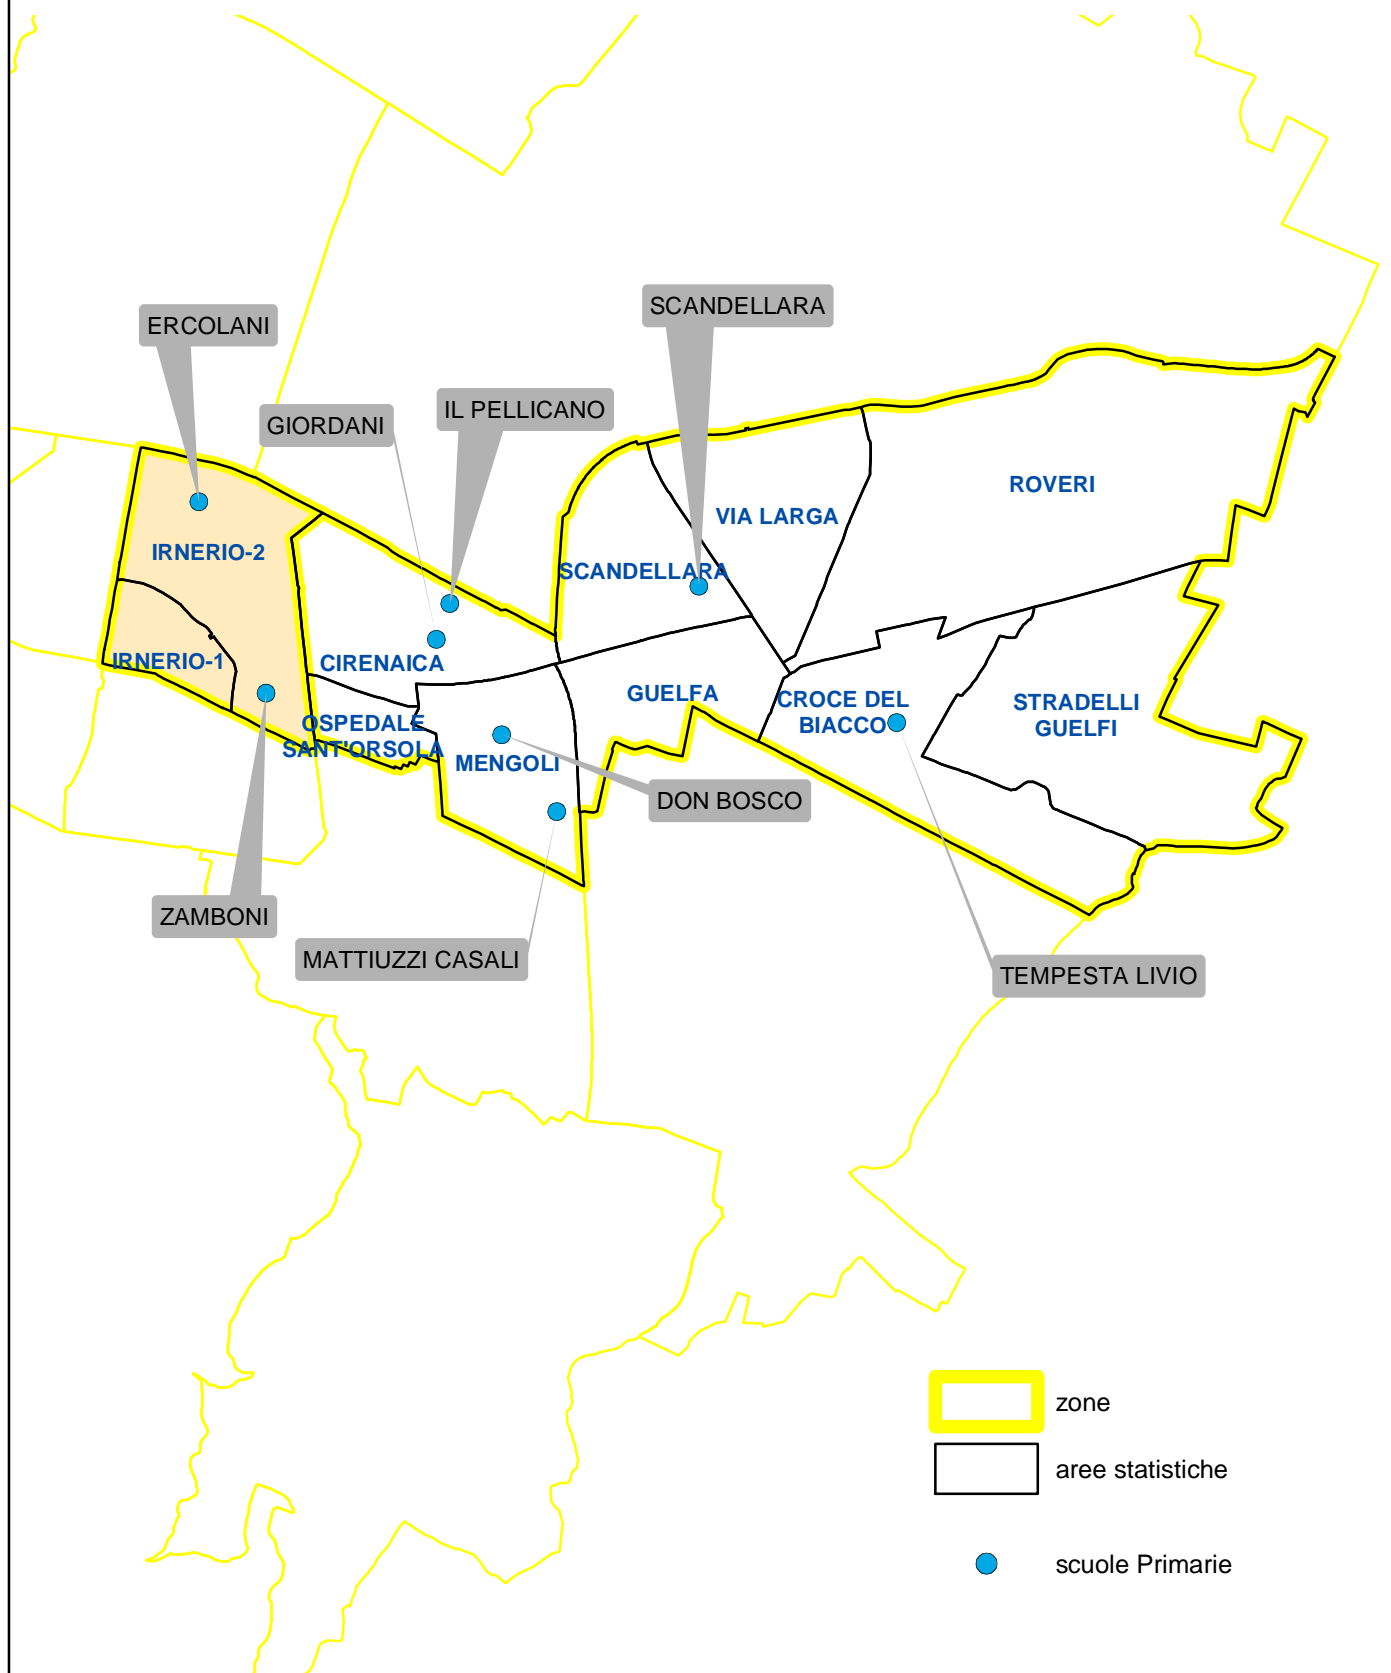 SCANDELLARA
ERCOLANI
IL PELLICANO
GIORDANI
ROVERI
VIA LARGA
IRNERIO-2
SCANDELLARA
IRNERIO-1
CIRENAICA
GUELFA
CROCE DEL
BIACCO
STRADELLI
GUELFI
OSPEDALE
SANT'ORSOLA
MENGOLI
DON BOSCO
ZAMBONI
MATTIUZZI CASALI
TEMPESTA LIVIO
zone
aree statistiche
scuole Primarie